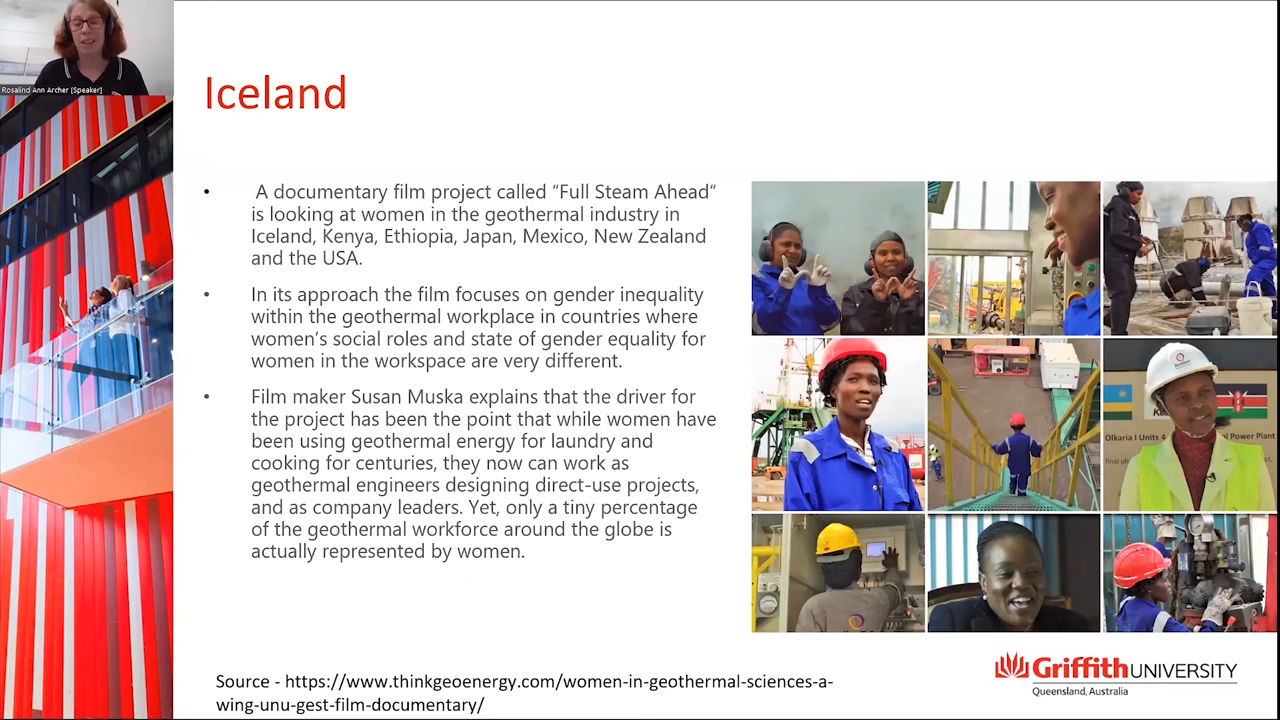 Rosalind Ann Archer [Speaker]
Iceland
• A documentary film project called “Full Steam Ahead“
is looking at women in the geothermal industry in
Iceland, Kenya, Ethiopia, Japan, Mexico, New Zealand
and the USA.
• In its approach the film focuses on gender inequality
within the geothermal workplace in countries where
women’s social roles and state of gender equality for
women in the workspace are very different.
• Film maker Susan Muska explains that the driver for
the project has been the point that while women have
been using geothermal energy for laundry and
cooking for centuries, they now can work as
geothermal engineers designing direct-use projects,
and as company leaders. Yet, only a tiny percentage
of the geothermal workforce around the globe is
actually represented by women.
Olkaria I Units 4
Power Plant
Source - https://www.thinkgeoenergy.com/women-in-geothermal-sciences-a-
wing-unu-gest-film-documentary/
Griffith UNIVERSITY
Queensland, Australia